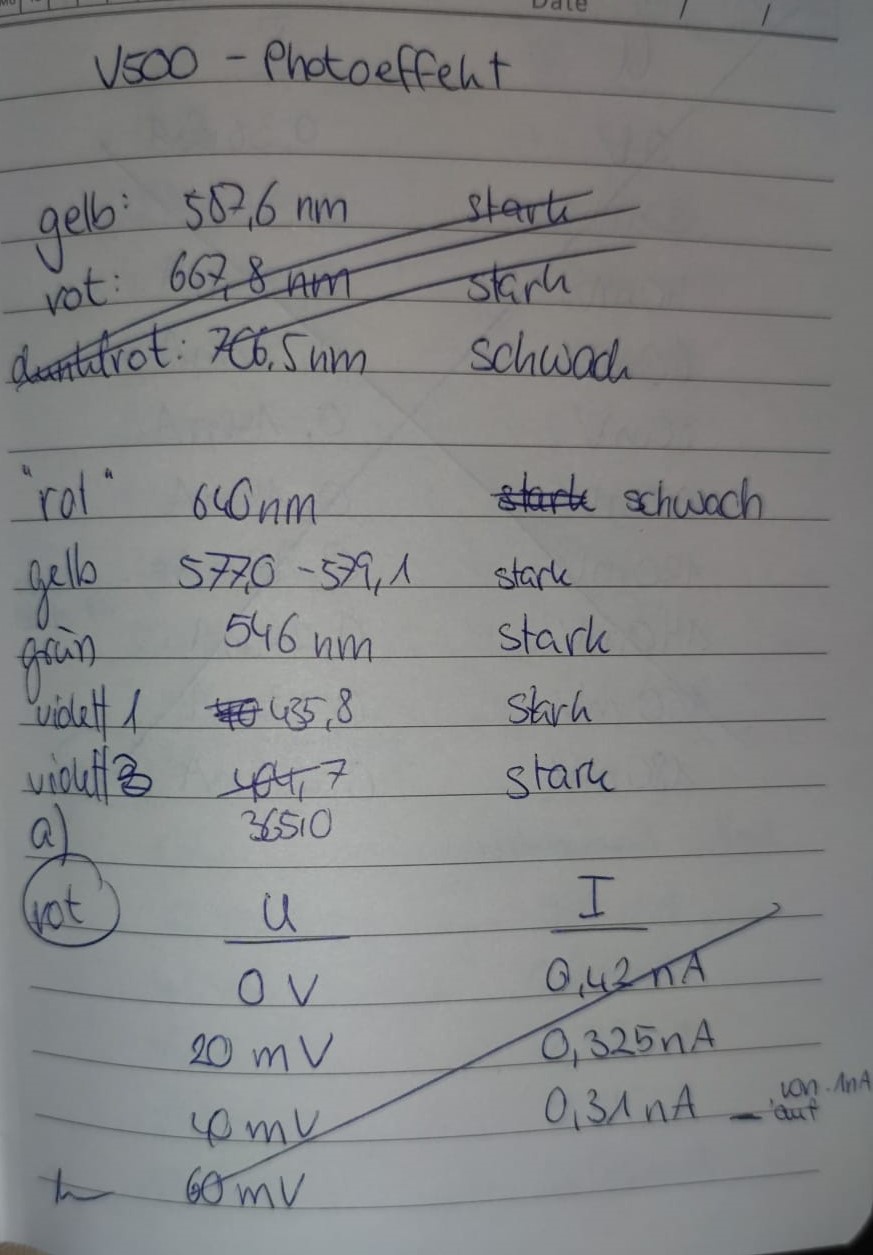 Date / /
V500 - Photoeffekt
gelb: 587,6 nm stark
rot: 667,8 nm stark
dunkelrot: 706,5 nm schwach
"rot" 640 nm stark schwach
gelb 577,0 - 579,1 stark
grün 546 nm stark
violett 1 435,8 stark
violett 404,7 stark
a) 365,0
rot U I
0 V 0,42 nA
20 mV 0,325 nA
40 mV 0,31 nA — von 1nA
auf
60 mV